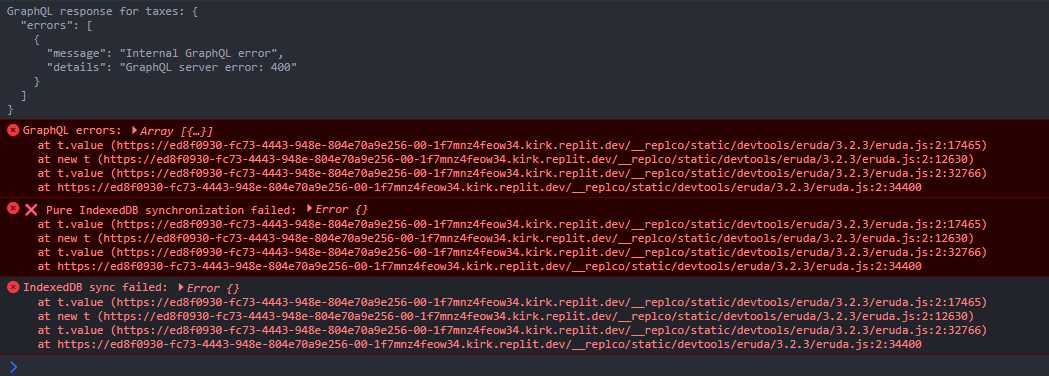 GraphQL response for taxes: {
  "errors": [
    {
      "message": "Internal GraphQL error",
      "details": "GraphQL server error: 400"
    }
  ]
}
GraphQL errors: Array [{…}]
at t.value (https://ed8f0930-fc73-4443-948e-804e70a9e256-00-1f7mnz4feow34.kirk.replit.dev/__replco/static/devtools/eruda/3.2.3/eruda.js:2:17465)
at new t (https://ed8f0930-fc73-4443-948e-804e70a9e256-00-1f7mnz4feow34.kirk.replit.dev/__replco/static/devtools/eruda/3.2.3/eruda.js:2:12630)
at t.value (https://ed8f0930-fc73-4443-948e-804e70a9e256-00-1f7mnz4feow34.kirk.replit.dev/__replco/static/devtools/eruda/3.2.3/eruda.js:2:32766)
at https://ed8f0930-fc73-4443-948e-804e70a9e256-00-1f7mnz4feow34.kirk.replit.dev/__replco/static/devtools/eruda/3.2.3/eruda.js:2:34400
❌ Pure IndexedDB synchronization failed: Error {}
at t.value (https://ed8f0930-fc73-4443-948e-804e70a9e256-00-1f7mnz4feow34.kirk.replit.dev/__replco/static/devtools/eruda/3.2.3/eruda.js:2:17465)
at new t (https://ed8f0930-fc73-4443-948e-804e70a9e256-00-1f7mnz4feow34.kirk.replit.dev/__replco/static/devtools/eruda/3.2.3/eruda.js:2:12630)
at t.value (https://ed8f0930-fc73-4443-948e-804e70a9e256-00-1f7mnz4feow34.kirk.replit.dev/__replco/static/devtools/eruda/3.2.3/eruda.js:2:32766)
at https://ed8f0930-fc73-4443-948e-804e70a9e256-00-1f7mnz4feow34.kirk.replit.dev/__replco/static/devtools/eruda/3.2.3/eruda.js:2:34400
IndexedDB sync failed: Error {}
at t.value (https://ed8f0930-fc73-4443-948e-804e70a9e256-00-1f7mnz4feow34.kirk.replit.dev/__replco/static/devtools/eruda/3.2.3/eruda.js:2:17465)
at new t (https://ed8f0930-fc73-4443-948e-804e70a9e256-00-1f7mnz4feow34.kirk.replit.dev/__replco/static/devtools/eruda/3.2.3/eruda.js:2:12630)
at t.value (https://ed8f0930-fc73-4443-948e-804e70a9e256-00-1f7mnz4feow34.kirk.replit.dev/__replco/static/devtools/eruda/3.2.3/eruda.js:2:32766)
at https://ed8f0930-fc73-4443-948e-804e70a9e256-00-1f7mnz4feow34.kirk.replit.dev/__replco/static/devtools/eruda/3.2.3/eruda.js:2:34400